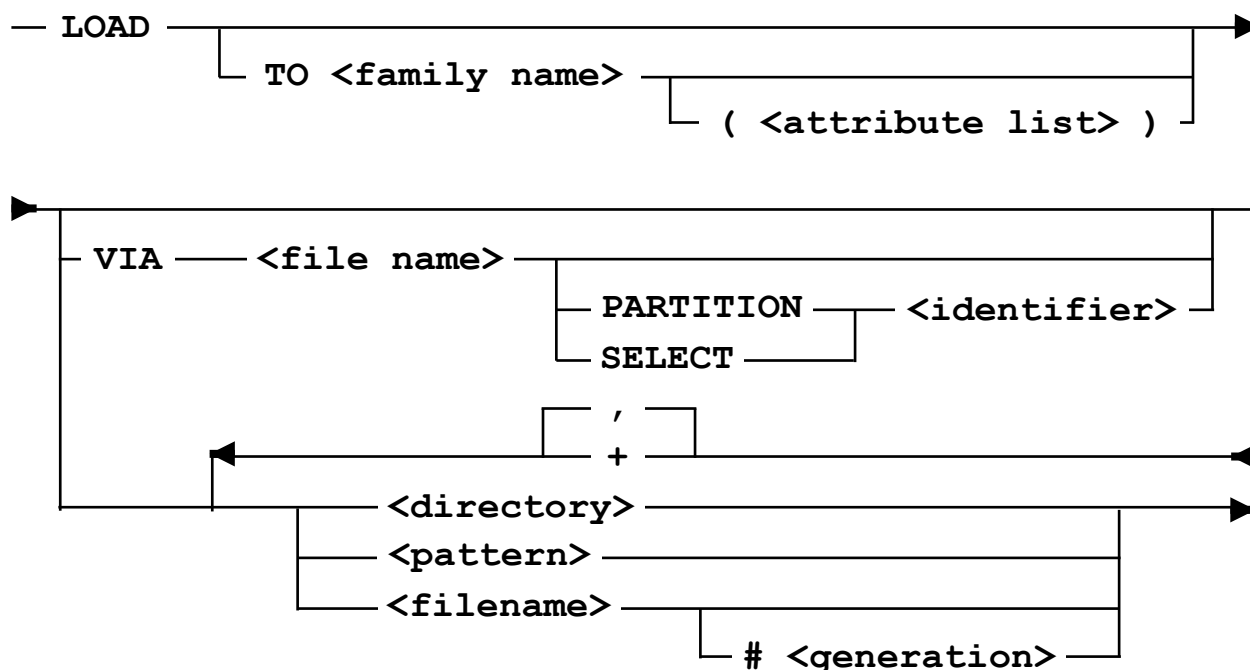 LOAD
TO <family name>
( <attribute list> )
VIA <file name>
PARTITION <identifier>
SELECT
,
+
<directory>
<pattern>
<filename>
# <generation>